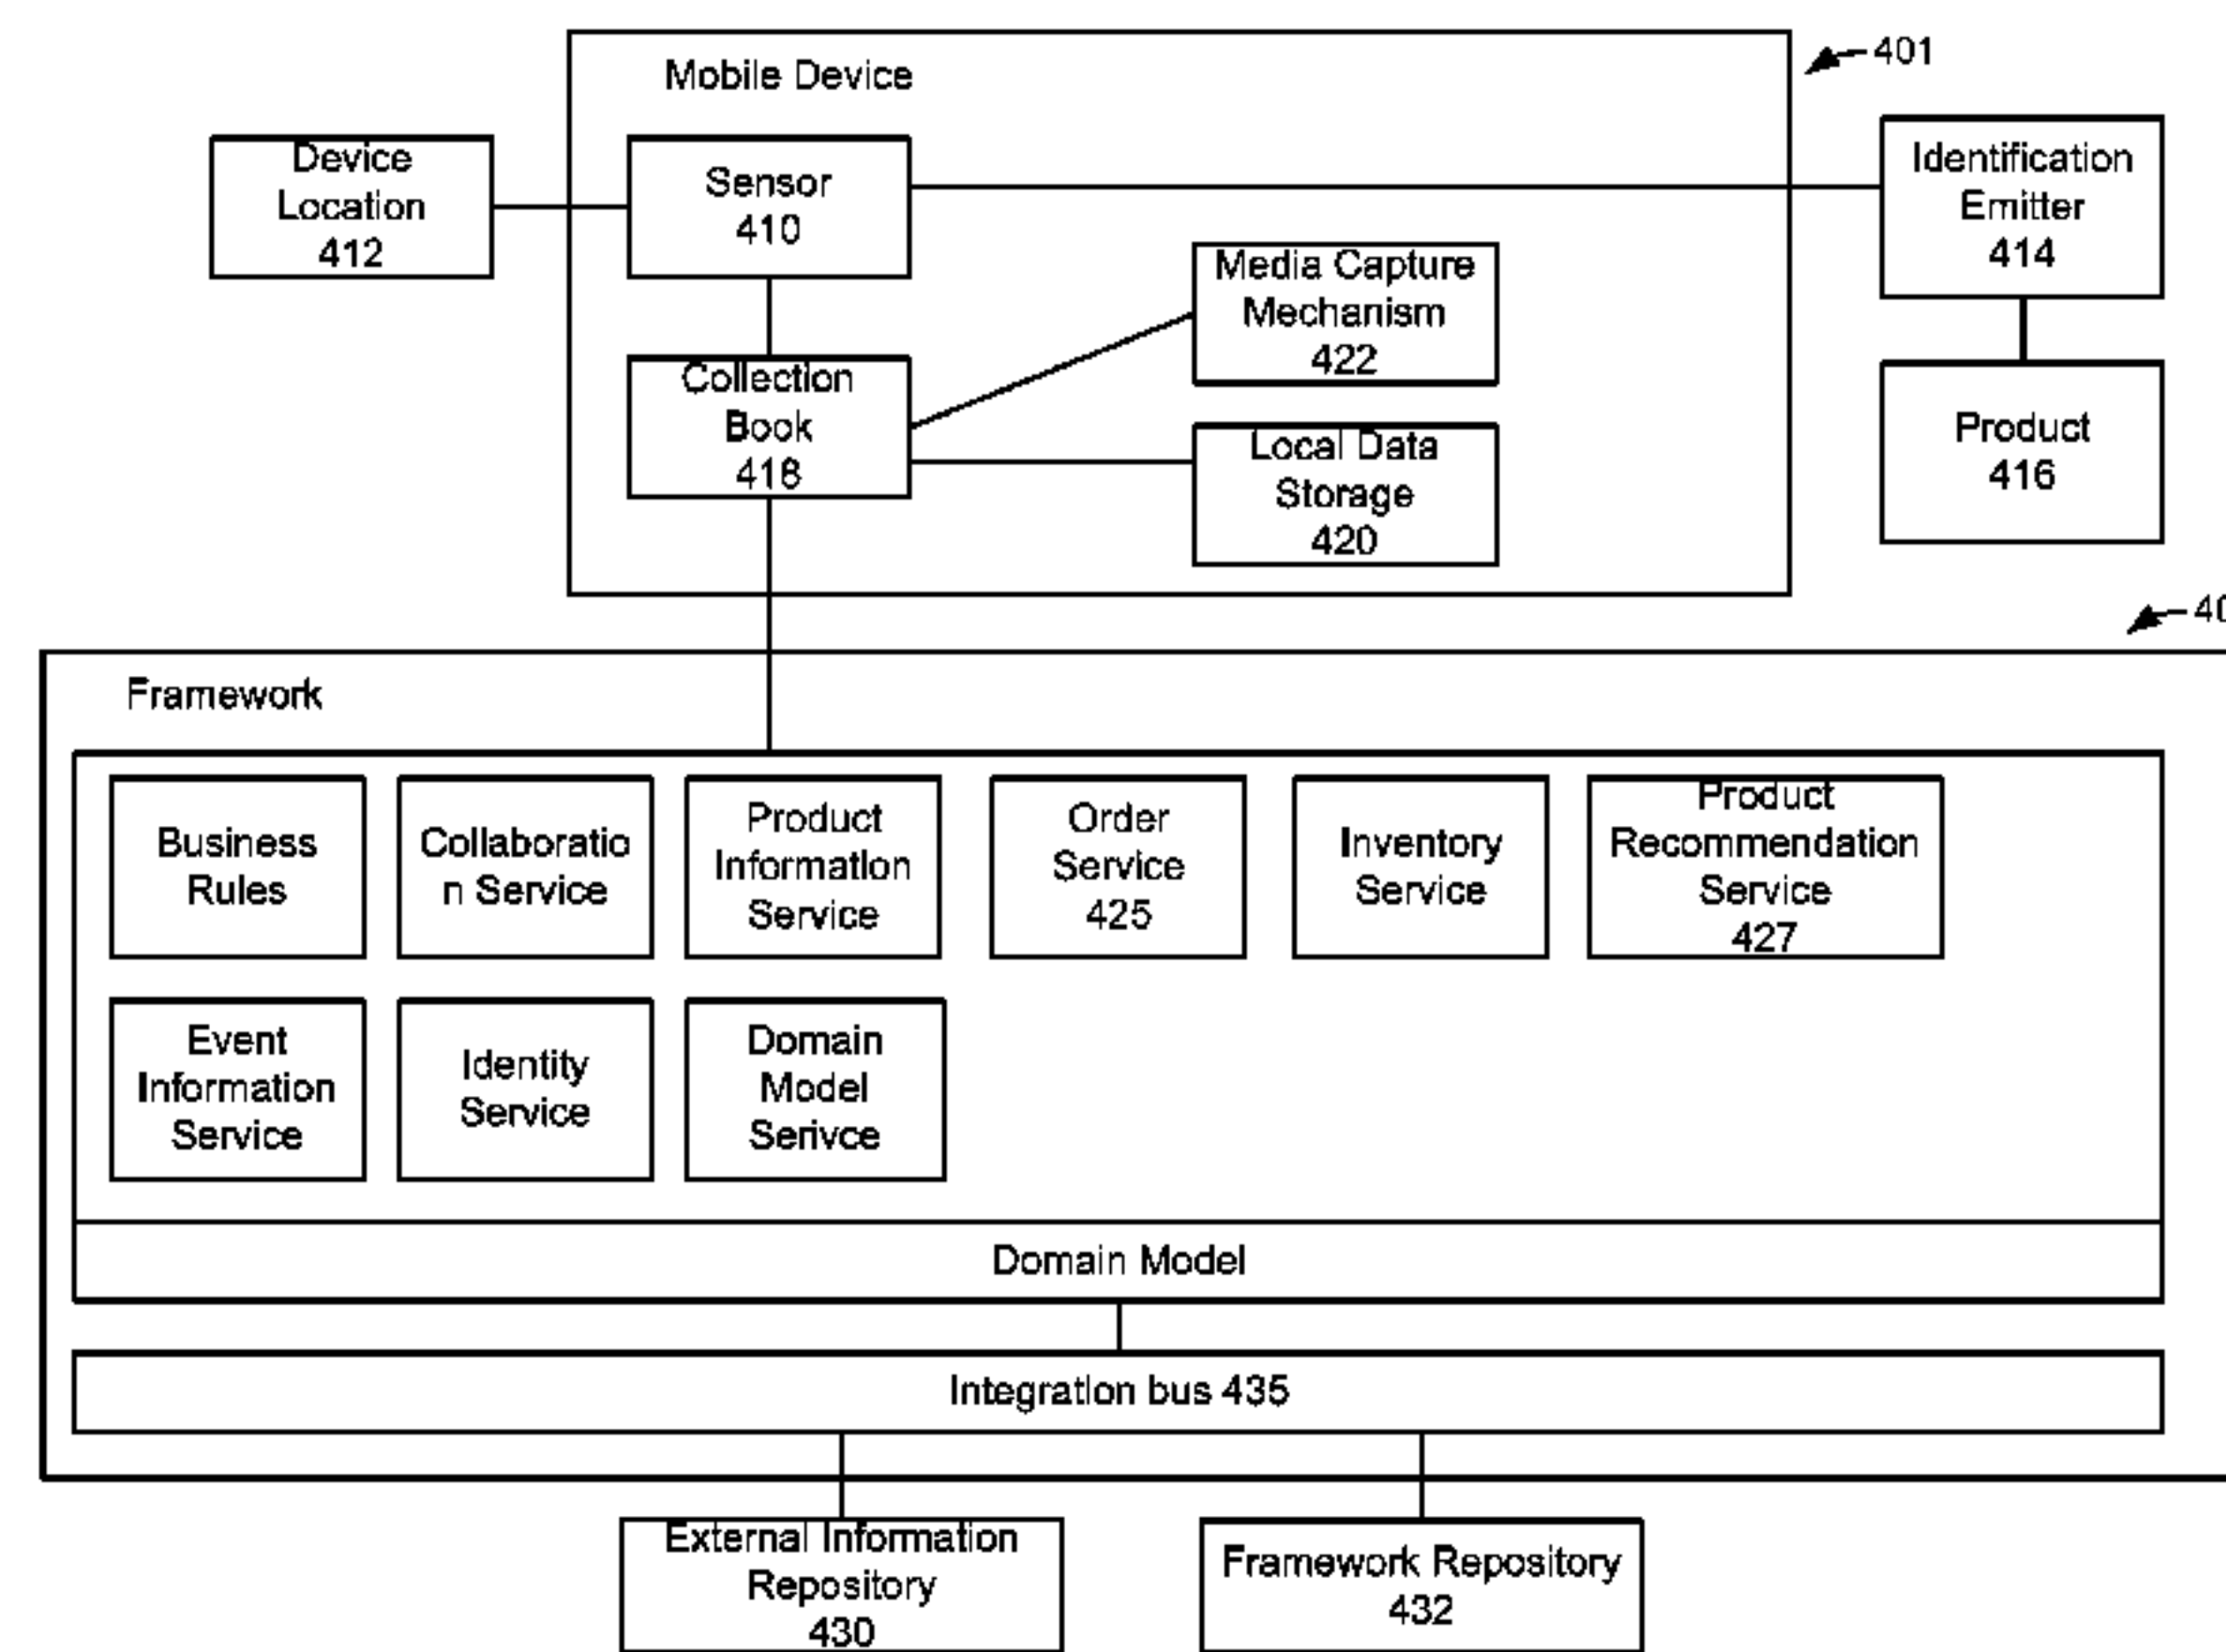 Mobile Device
401
Device
Location
412
Sensor
410
Identification
Emitter
414
Media Capture
Mechanism
422
Collection
Book
418
Local Data
Storage
420
Product
416
Framework
Business
Rules
Collaboratio
n Service
Product
Information
Service
Order
Service
425
Inventory
Service
Product
Recommendation
Service
427
Event
Information
Service
Identity
Service
Domain
Model
Serivce
Domain Model
Integration bus 435
External Information
Repository
430
Framework Repository
432